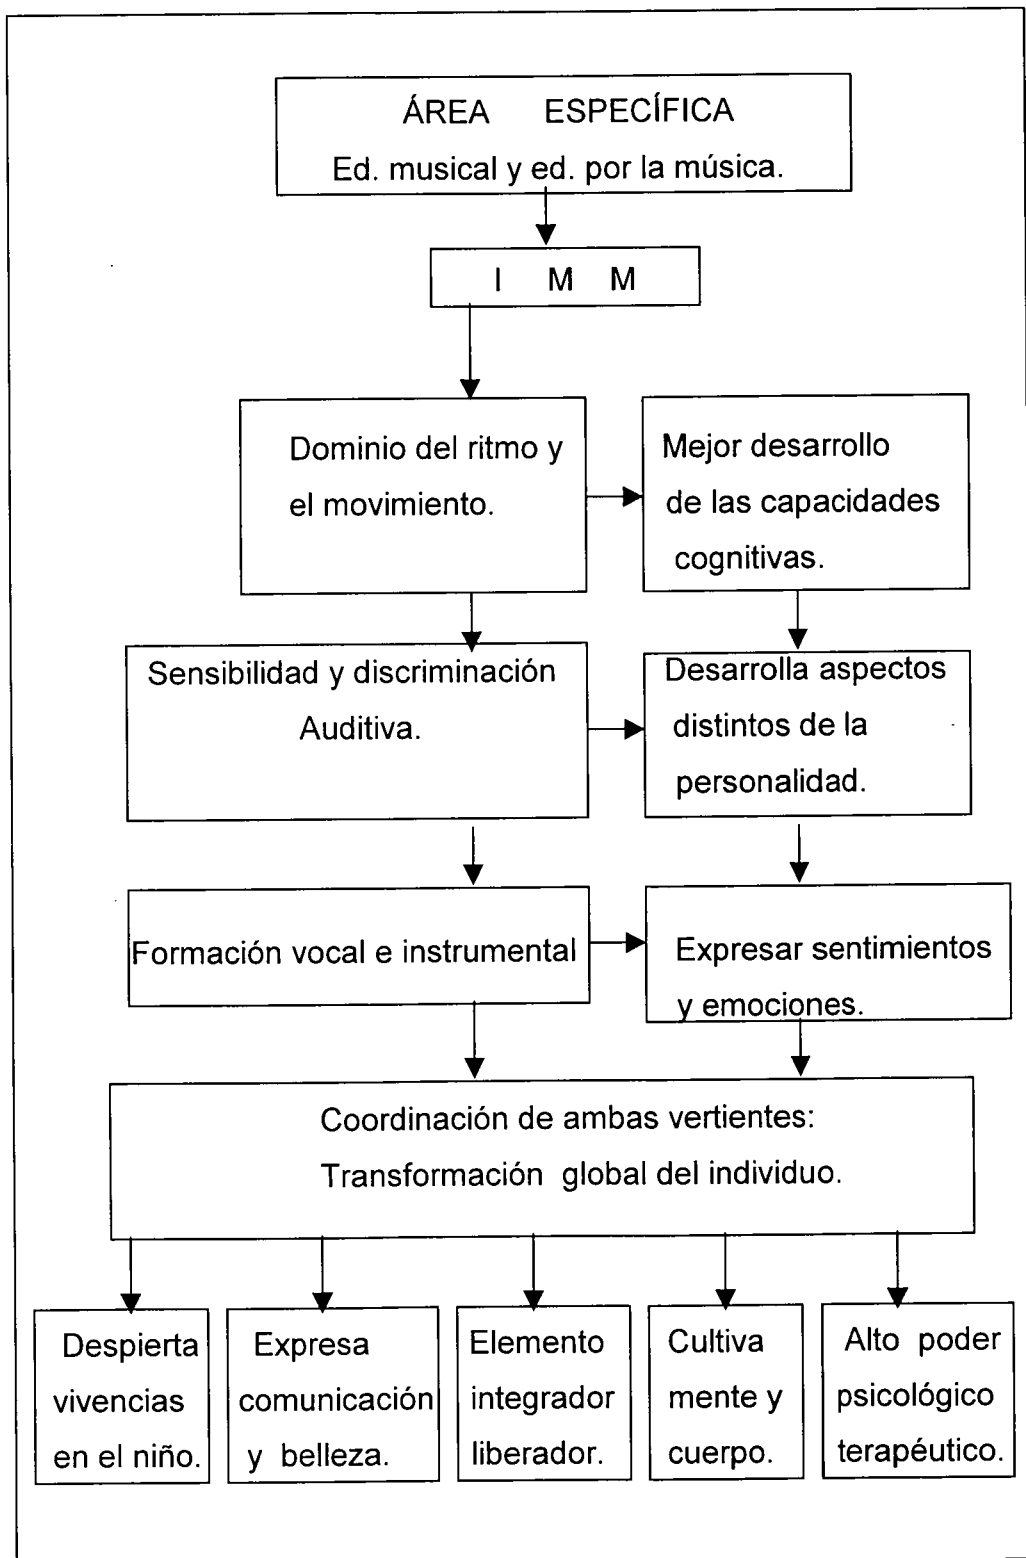 ÁREA ESPECÍFICA
Ed. musical y ed. por la música.
I M M
Dominio del ritmo y
el movimiento.
Mejor desarrollo
de las capacidades
cognitivas.
Sensibilidad y discriminación
Auditiva.
Desarrolla aspectos
distintos de la
personalidad.
Formación vocal e instrumental
Expresar sentimientos
y emociones.
Coordinación de ambas vertientes:
Transformación global del individuo.
Despierta
vivencias
en el niño.
Expresa
comunicación
y belleza.
Elemento
integrador
liberador.
Cultiva
mente y
cuerpo.
Alto poder
psicológico
terapéutico.